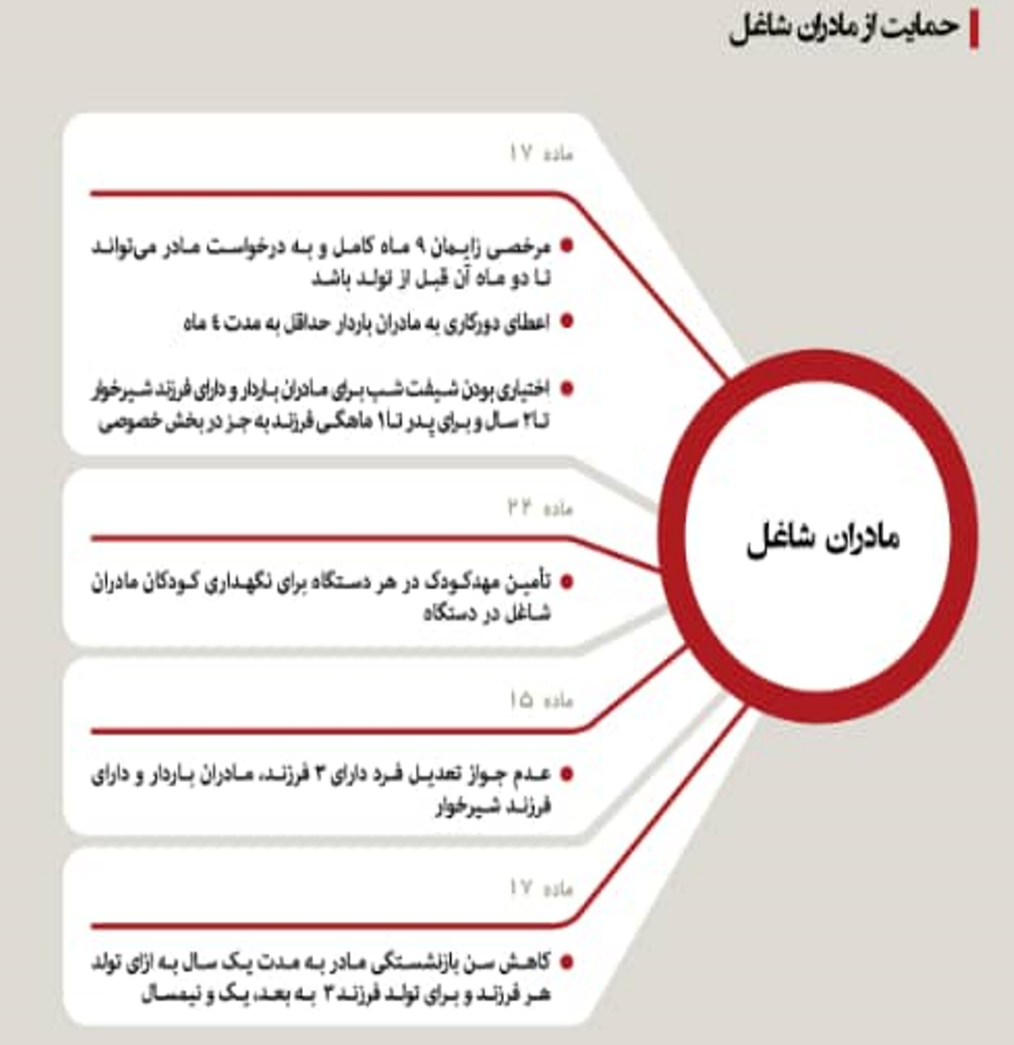 حمایت از مادران شاغل
ماده ۱۷
مرخصی زایمان ۹ ماه کامل و به درخواست مادر می‌تواند
تا دو ماه آن قبل از تولد باشد
اعطای دورکاری به مادران باردار حداقل به مدت ٤ ماه
اختیاری بودن شیفت شب برای مادران باردار و دارای فرزند شیرخوار
تا ۲ سال و برای پدر تا ۱ ماهگی فرزند به جز در بخش خصوصی
مادران شاغل
ماده ۲۲
تأمین مهدکودک در هر دستگاه برای نگهداری کودکان مادران
شاغل در دستگاه
ماده ۱۵
عدم جواز تعدیل فرد دارای ۳ فرزند، مادران باردار و دارای
فرزند شیرخوار
ماده ۱۷
کاهش سن بازنشستگی مادر به مدت یک سال به ازای تولد
هر فرزند و برای تولد فرزند ۳ به بعد، یک و نیمسال